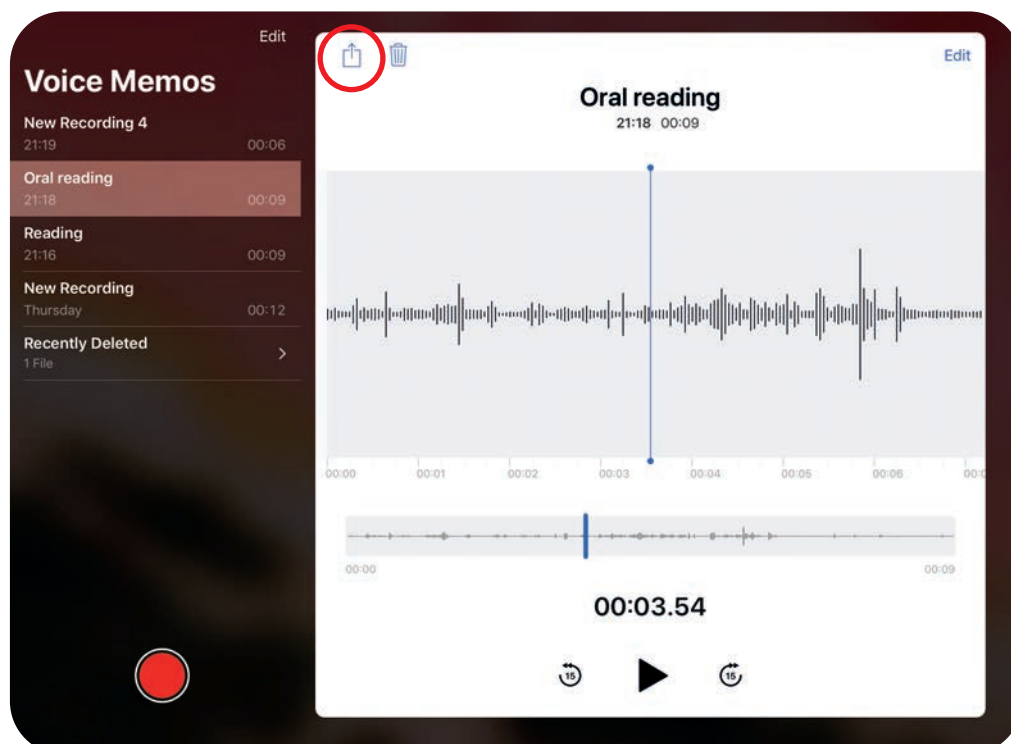 Edit
Voice Memos
New Recording 4
21:19 00:06
Oral reading
21:18 00:09
Reading
21:16 00:09
New Recording
Thursday 00:12
Recently Deleted
1 File
Edit
Oral reading
21:18 00:09
00:00 00:01 00:02 00:03 00:04 00:05 00:06
00:00 00:09
00:03.54
15 15